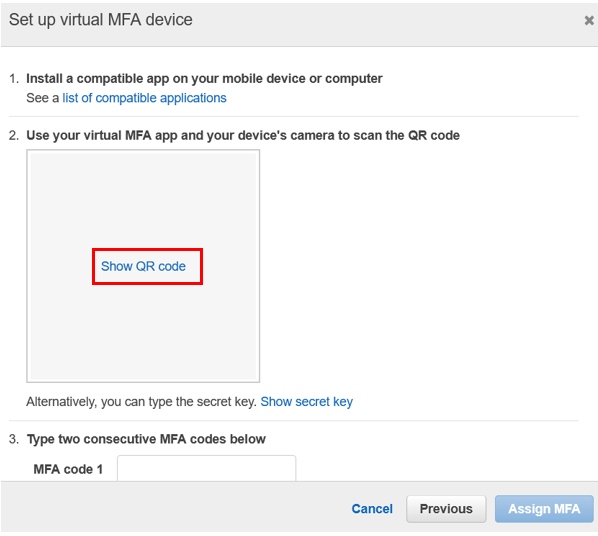 Set up virtual MFA device
1. Install a compatible app on your mobile device or computer
See a list of compatible applications
2. Use your virtual MFA app and your device's camera to scan the QR code
Show QR code
Alternatively, you can type the secret key. Show secret key
3. Type two consecutive MFA codes below
MFA code 1
Cancel Previous Assign MFA